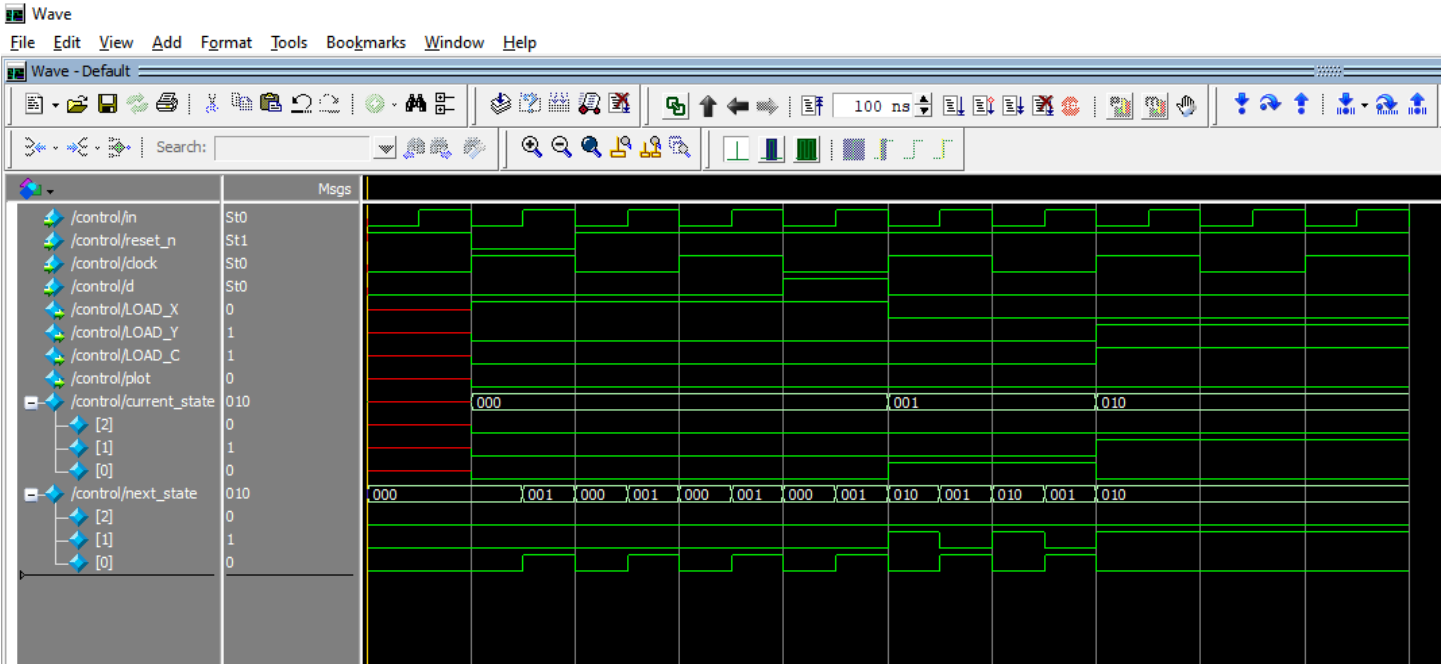 Wave
File Edit View Add Format Tools Bookmarks Window Help
Wave - Default
100 ns
Search:
Msgs
/control/in St0
/control/reset_n St1
/control/clock St0
/control/d St0
/control/LOAD_X 0
/control/LOAD_Y 1
/control/LOAD_C 1
/control/plot 0
/control/current_state 010 000 001 010
[2] 0
[1] 1
[0] 0
/control/next_state 010 000 001 000 001 000 001 000 001 010 001 010 001 010
[2] 0
[1] 1
[0] 0